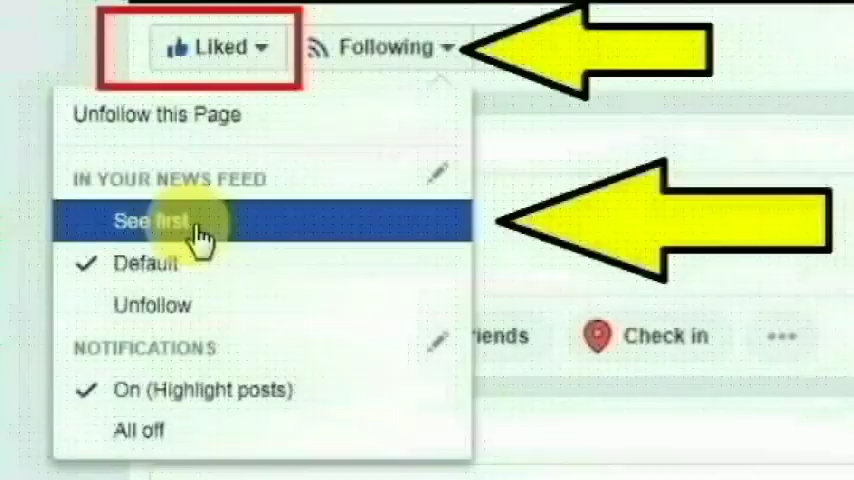 Liked Following
Unfollow this Page
IN YOUR NEWS FEED
See first
Default
Unfollow
riends Check in
NOTIFICATIONS
On (Highlight posts)
All off